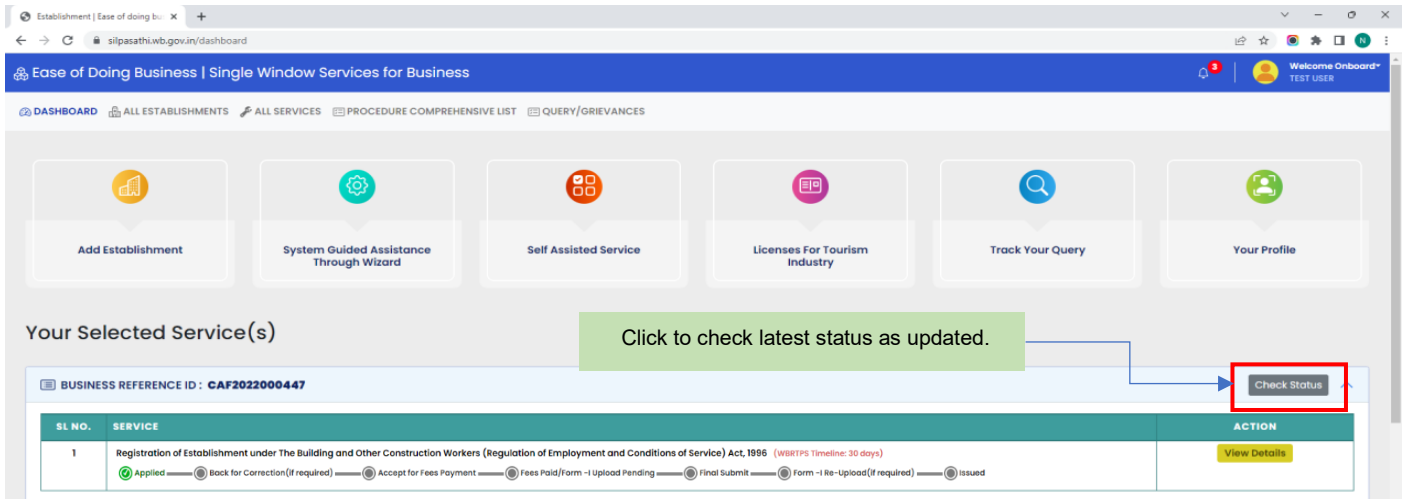 Establishment | Ease of doing bu
silpasathi.wb.gov.in/dashboard
N
Ease of Doing Business | Single Window Services for Business
3
Welcome Onboard
TEST USER
DASHBOARD ALL ESTABLISHMENTS ALL SERVICES PROCEDURE COMPREHENSIVE LIST QUERY/GRIEVANCES
Add Establishment
System Guided Assistance
Through Wizard
Self Assisted Service
Licenses For Tourism
Industry
Track Your Query
Your Profile
Your Selected Service(s)
Click to check latest status as updated.
BUSINESS REFERENCE ID : CAF2022000447
Check Status
SL NO. SERVICE ACTION
1 Registration of Establishment under The Building and Other Construction Workers (Regulation of Employment and Conditions of Service) Act, 1996 (WBRTPS Timeline: 30 days) View Details
Applied Back for Correction(if required) Accept for Fees Payment Fees Paid/Form -I Upload Pending Final Submit Form -I Re-Upload(if required) Issued